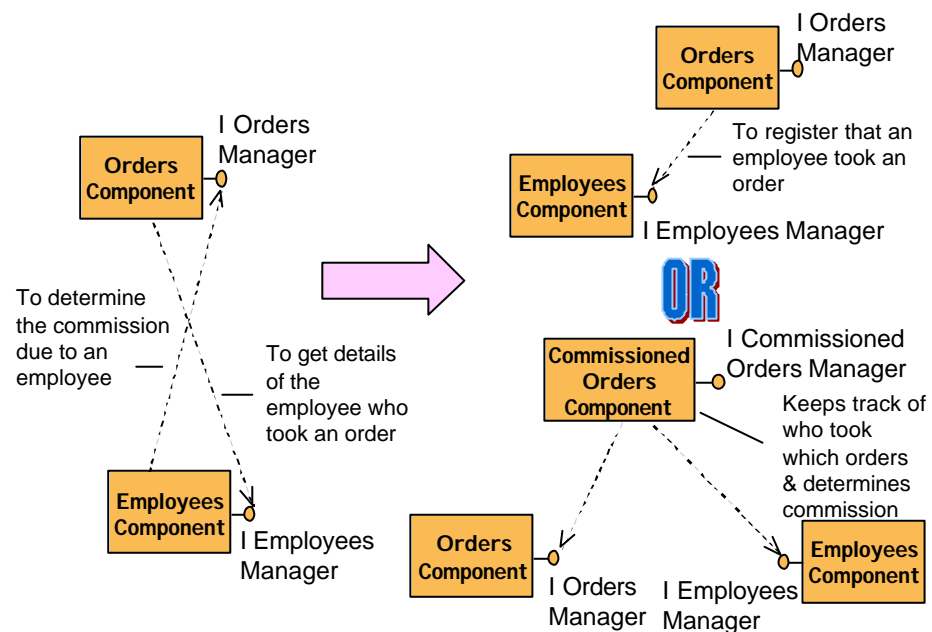 I Orders
Manager
Orders
Component
To determine
the commission
due to an
employee
To get details
of the
employee who
took an order
Employees
Component
I Employees
Manager
I Orders
Manager
Orders
Component
To register that an
employee took an
order
Employees
Component
I Employees Manager
OR
I Commissioned
Orders Manager
Commissioned
Orders
Component
Keeps track of
who took
which orders
& determines
commission
Orders
Component
I Orders
Manager
I Employees
Manager
Employees
Component